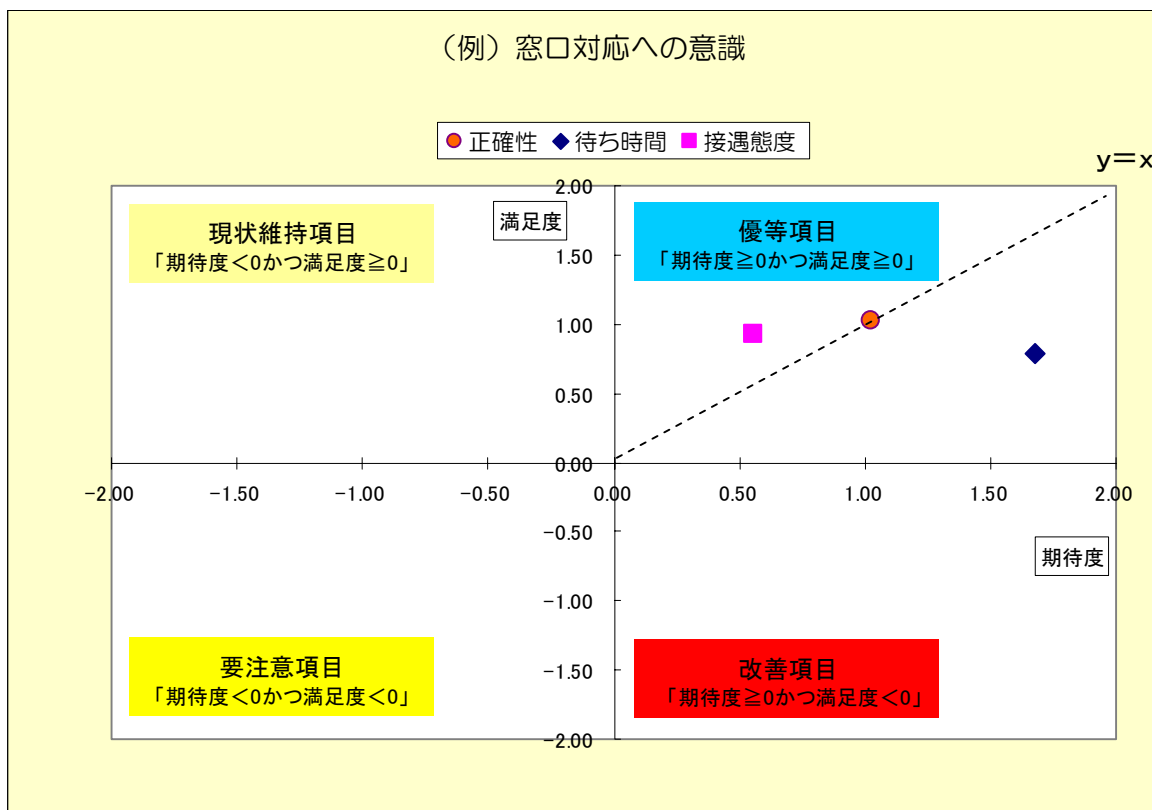 （例）窓口対応への意識
正確性 待ち時間 接遇態度
y＝x
2.00
満足度
現状維持項目
「期待度＜0かつ満足度≧0」
優等項目
「期待度≧0かつ満足度≧0」
1.50
1.00
0.50
0.00
-2.00 -1.50 -1.00 -0.50 0.00 0.50 1.00 1.50 2.00
-0.50
期待度
-1.00
要注意項目
「期待度＜0かつ満足度＜0」
改善項目
「期待度≧0かつ満足度＜0」
-1.50
-2.00